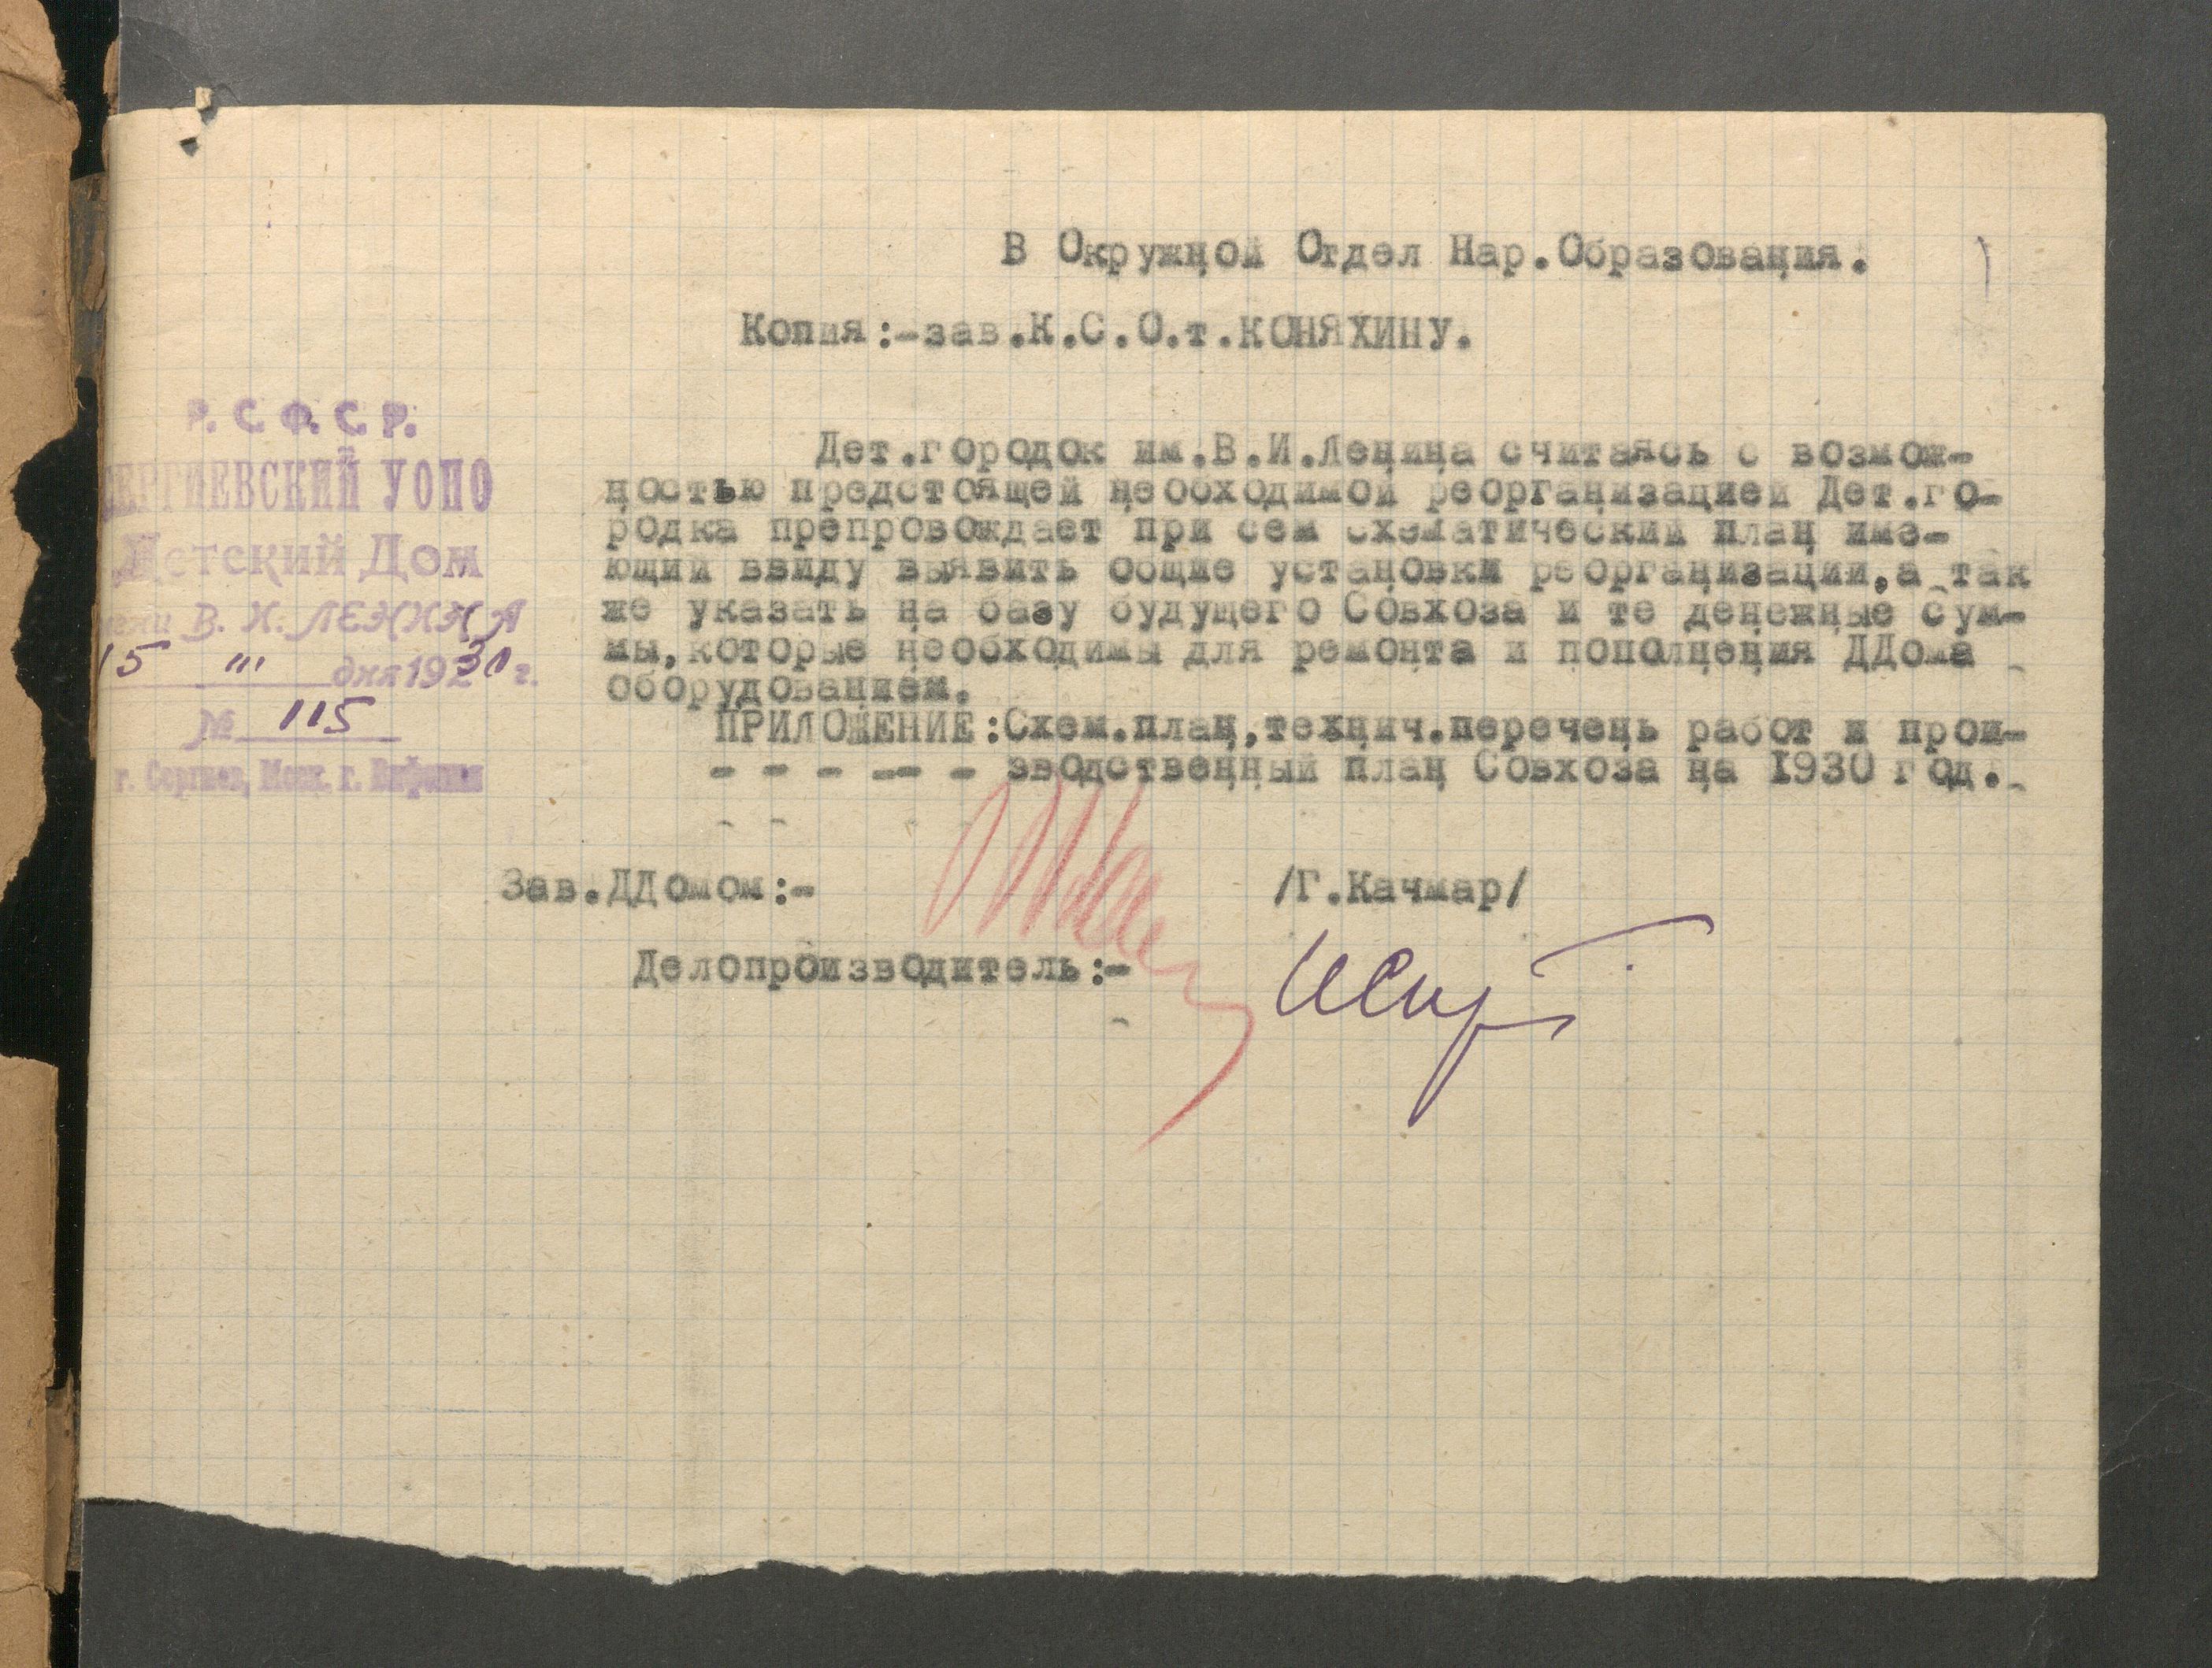 В Окружной Отдел Нар.Образования.
Копия:-зав.К.С.О.т.КОНЯХИНУ.
Р. С. Ф. С. Р.
СЕРГИЕВСКИЙ УОНО
Детский Дом
имени В. И. ЛЕНИНА
15 "III дня 1930 г.
№ 115
г. Сергиев, Моск. г. Вифания
Дет.городок им.В.И.Ленина считаясь с возмож-
ностью предстоящей необходимой реорганизацией Дет.го-
родка препровождает при сем схематический план име-
ющий ввиду выявить общие установки реорганизации,а так
же указать на базу будущего Совхоза и те денежные сум-
мы,которые необходимы для ремонта и пополнения ДДома
оборудованием.
ПРИЛОЖЕНИЕ:Схем.план,технич.перечень работ и прои-
- - - - - - - зводственный план Совхоза на 1930 год.
Зав.ДДомом:- /Г.Качмар/
Делопроизводитель:-